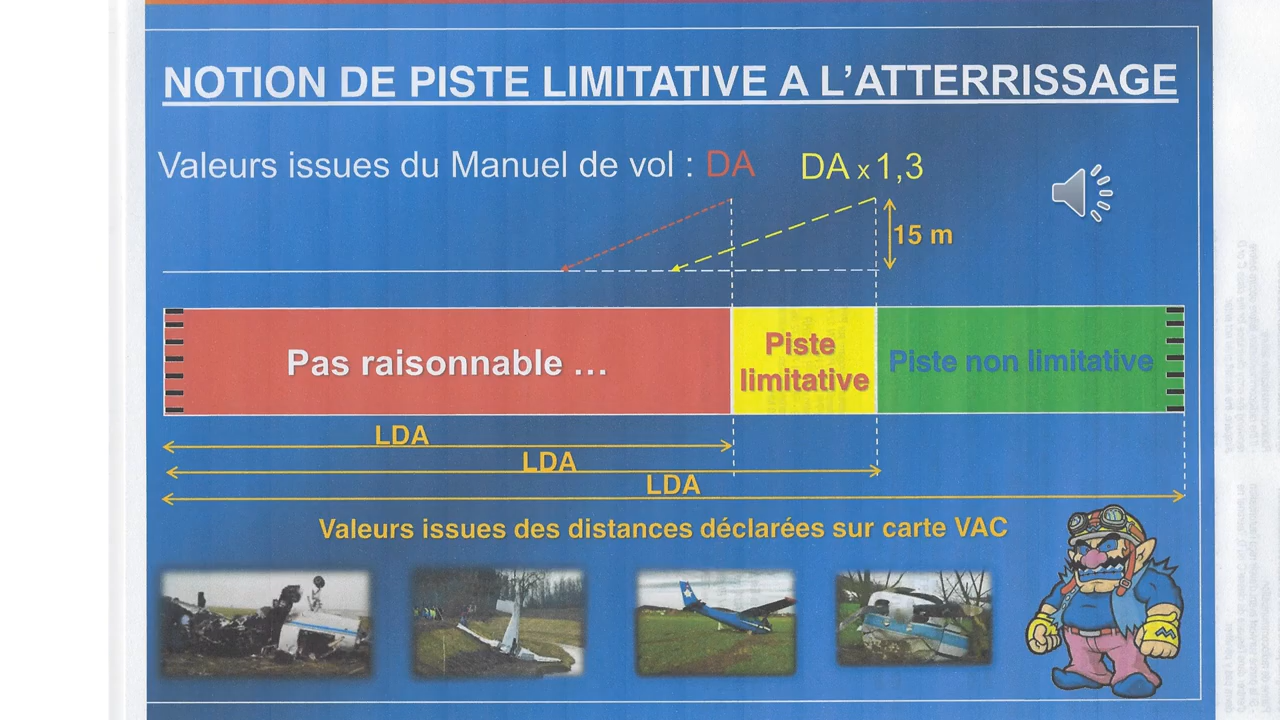 NOTION DE PISTE LIMITATIVE A L’ATTERRISSAGE
Valeurs issues du Manuel de vol : DA DA x 1,3
15 m
Pas raisonnable …
Piste
limitative
Piste non limitative
LDA
LDA
LDA
Valeurs issues des distances déclarées sur carte VAC